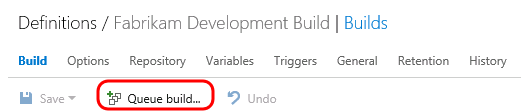 Definitions / Fabrikam Development Build | Builds
Build Options Repository Variables Triggers General Retention History
Save Queue build... Undo